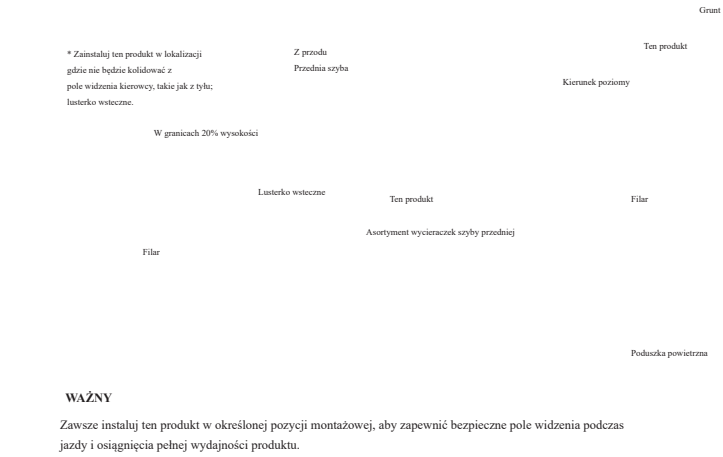 Grunt
Ten produkt
Z przodu
Przednia szyba
* Zainstaluj ten produkt w lokalizacji
gdzie nie będzie kolidować z
pole widzenia kierowcy, takie jak z tyłu;
lusterko wsteczne.
Kierunek poziomy
W granicach 20% wysokości
Lusterko wsteczne
Ten produkt
Filar
Asortyment wycieraczek szyby przedniej
Filar
Poduszka powietrzna
WAŻNY
Zawsze instaluj ten produkt w określonej pozycji montażowej, aby zapewnić bezpieczne pole widzenia podczas
jazdy i osiągnięcia pełnej wydajności produktu.